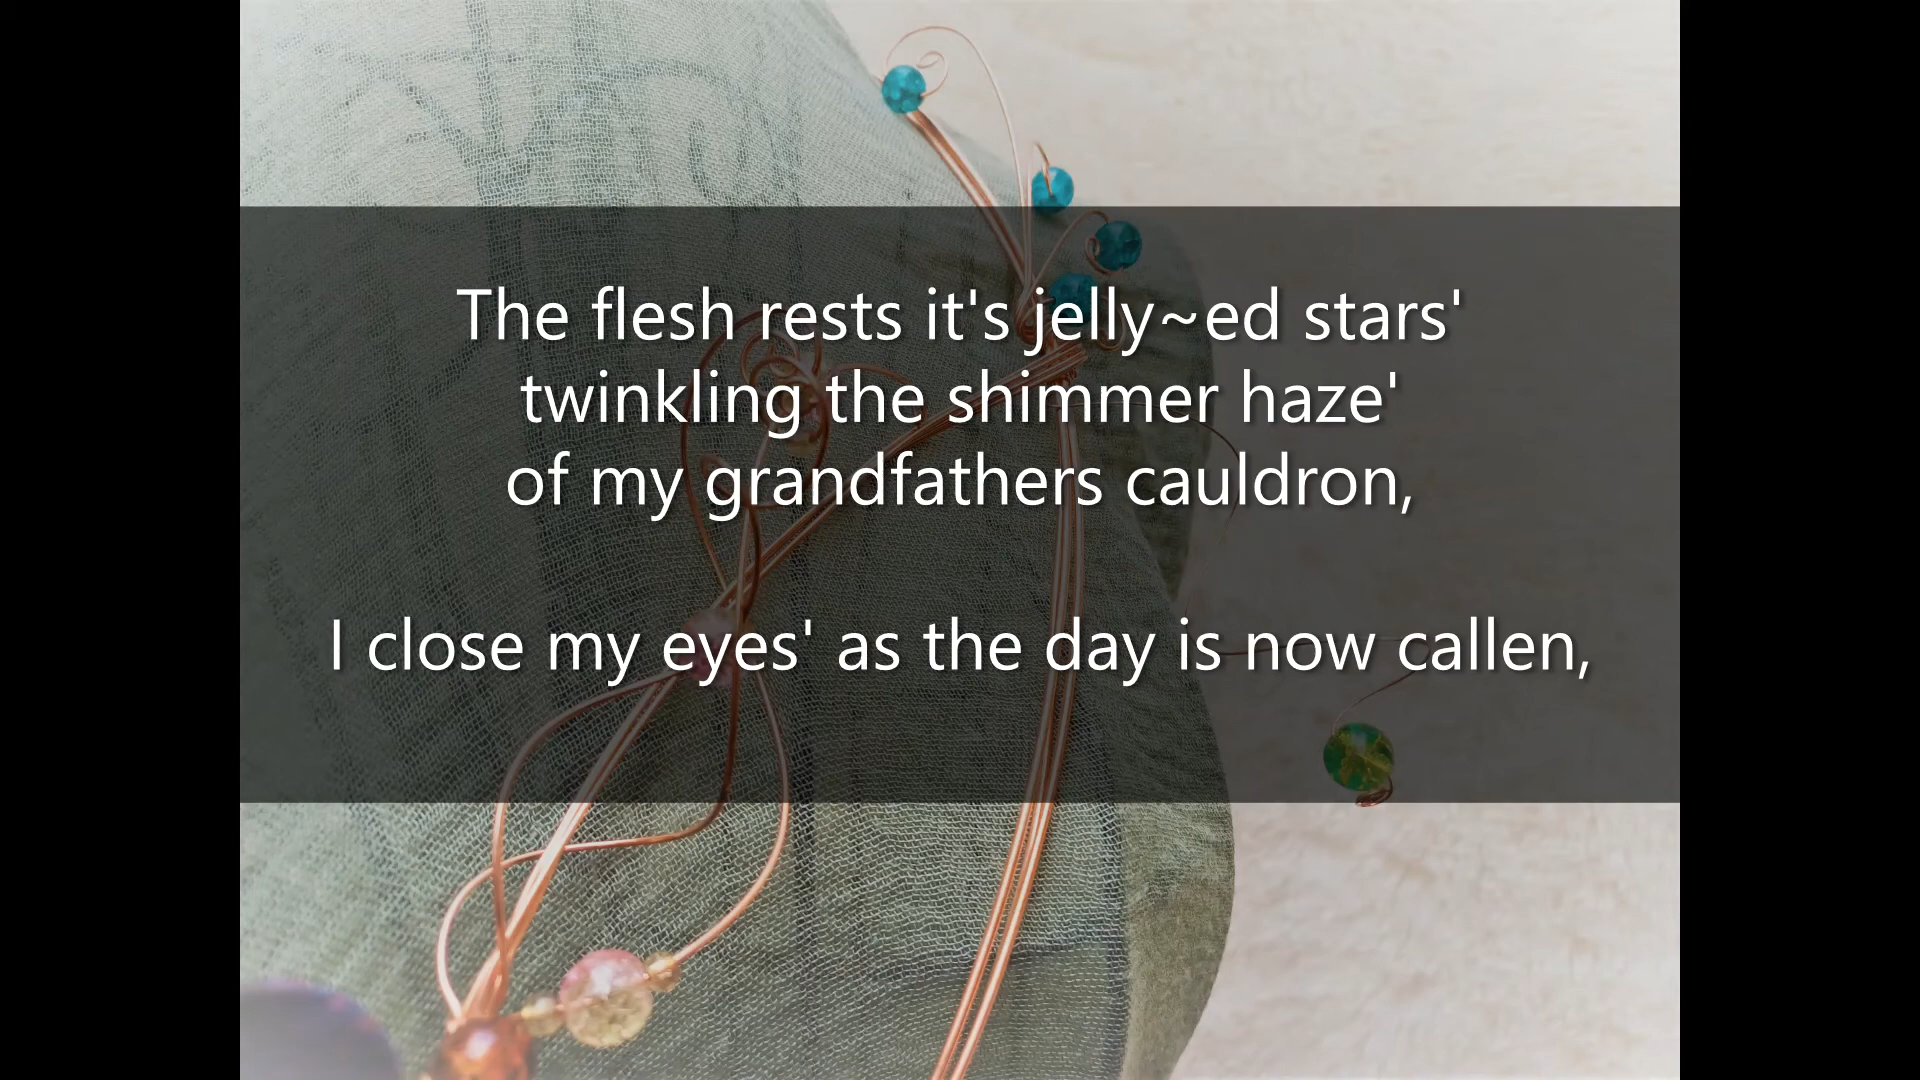 The flesh rests it's jelly~ed stars'
twinkling the shimmer haze'
of my grandfathers cauldron,
I close my eyes' as the day is now callen,